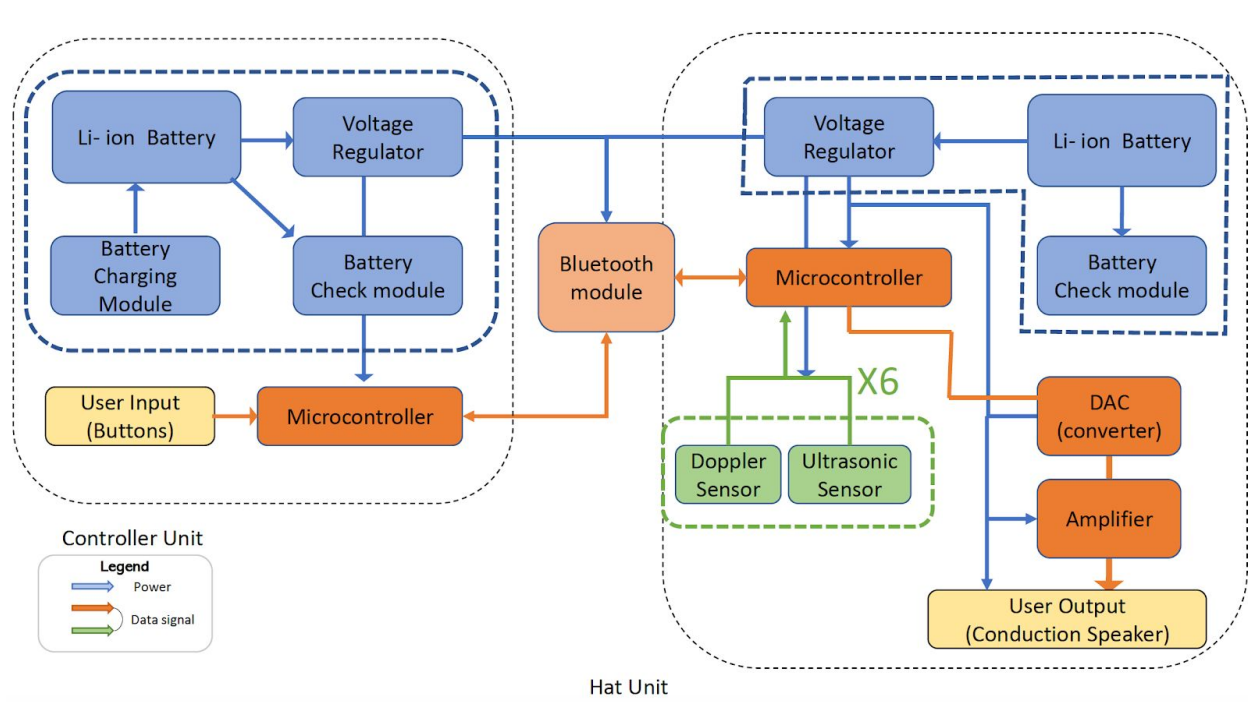 Li- ion Battery
Voltage
Regulator
Battery
Charging
Module
Battery
Check module
User Input
(Buttons)
Microcontroller
Controller Unit
Legend
Power
Data signal
Bluetooth
module
Voltage
Regulator
Li- ion Battery
Battery
Check module
Microcontroller
X6
Doppler
Sensor
Ultrasonic
Sensor
DAC
(converter)
Amplifier
User Output
(Conduction Speaker)
Hat Unit